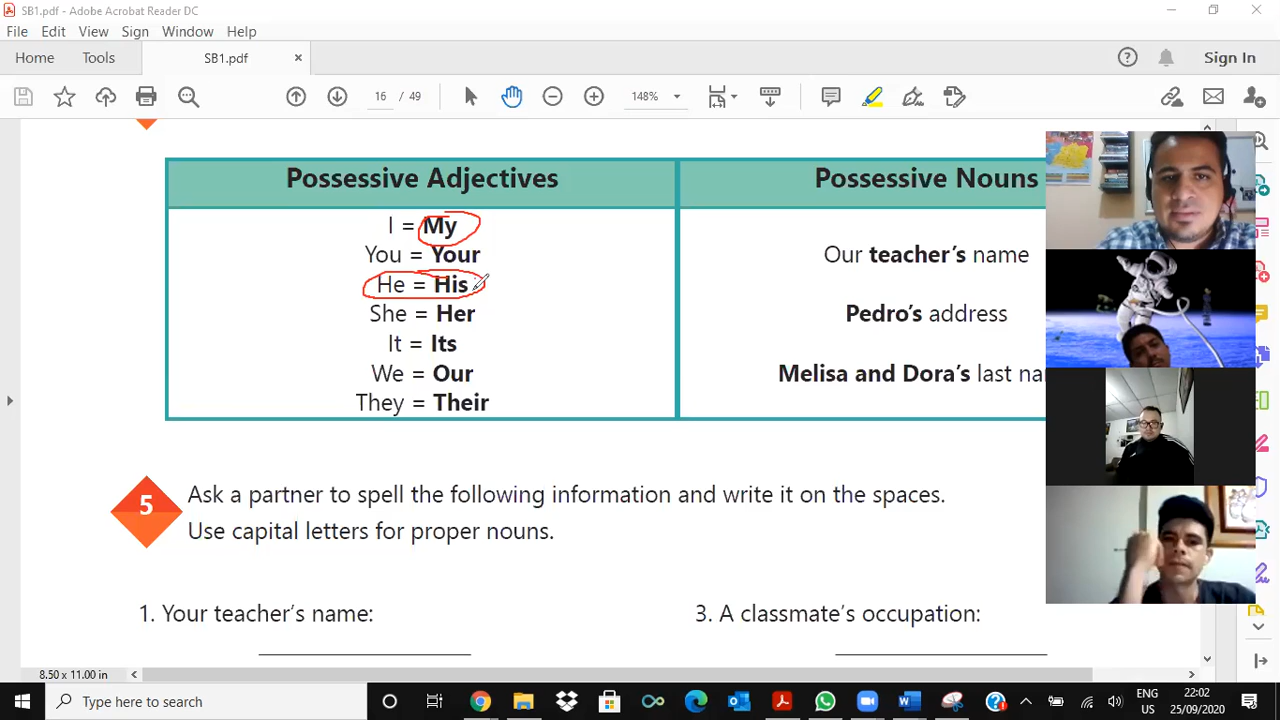 SB1.pdf - Adobe Acrobat Reader DC
File Edit View Sign Window Help
Home Tools SB1.pdf × Sign In
16 / 49 148%
Possessive Adjectives
Possessive Nouns
I = My
You = Your
He = His
She = Her
It = Its
We = Our
They = Their
Our teacher's name
Pedro's address
Melisa and Dora's last
5
Ask a partner to spell the following information and write it on the spaces.
Use capital letters for proper nouns.
1. Your teacher's name:
3. A classmate's occupation:
8.50 x 11.00 in
Type here to search
ENG
US
22:02
25/09/2020